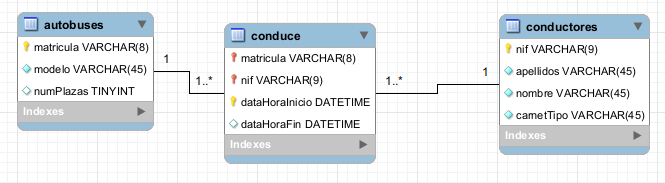 autobuses
matricula VARCHAR(8)
modelo VARCHAR(45)
numPlazas TINYINT
Indexes
1
1..*
conduce
matricula VARCHAR(8)
nif VARCHAR(9)
dataHoraInicio DATETIME
dataHoraFin DATETIME
Indexes
1..*
1
conductores
nif VARCHAR(9)
apellidos VARCHAR(45)
nombre VARCHAR(45)
carnetTipo VARCHAR(45)
Indexes